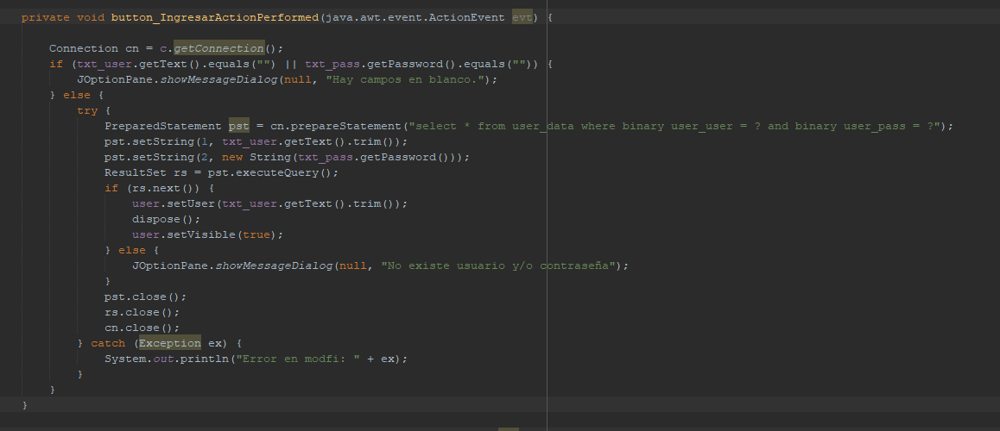 private void button_IngresarActionPerformed(java.awt.event.ActionEvent evt) {
Connection cn = c.getConnection();
if (txt_user.getText().equals("") || txt_pass.getPassword().equals("")) {
JOptionPane.showMessageDialog(null, "Hay campos en blanco.");
} else {
try {
PreparedStatement pst = cn.prepareStatement("select * from user_data where binary user_user = ? and binary user_pass = ?");
pst.setString(1, txt_user.getText().trim());
pst.setString(2, new String(txt_pass.getPassword()));
ResultSet rs = pst.executeQuery();
if (rs.next()) {
user.setUser(txt_user.getText().trim());
dispose();
user.setVisible(true);
} else {
JOptionPane.showMessageDialog(null, "No existe usuario y/o contraseña");
}
pst.close();
rs.close();
cn.close();
} catch (Exception ex) {
System.out.println("Error en modfi: " + ex);
}
}
}